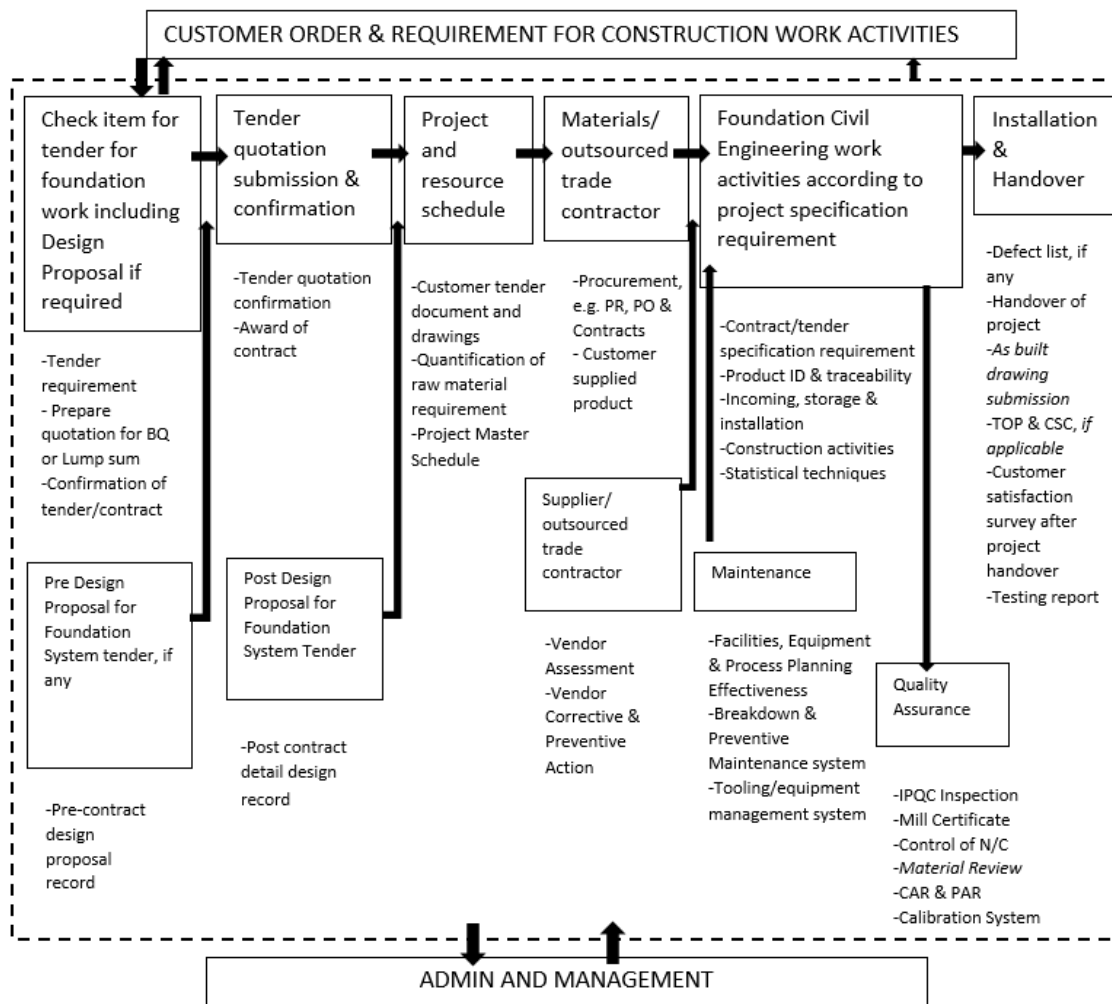 CUSTOMER ORDER & REQUIREMENT FOR CONSTRUCTION WORK ACTIVITIES
Check item for
tender for
foundation
work including
Design
Proposal if
required
-Tender
requirement
- Prepare
quotation for BQ
or Lump sum
-Confirmation of
tender/contract
Pre Design
Proposal for
Foundation
System tender, if
any
-Pre-contract
design
proposal
record
Tender
quotation
submission &
confirmation
-Tender quotation
confirmation
-Award of
contract
Post Design
Proposal for
Foundation
System Tender
-Post contract
detail design
record
Project
and
resource
schedule
-Customer tender
document and
drawings
-Quantification of
raw material
requirement
-Project Master
Schedule
Materials/
outsourced
trade
contractor
-Procurement,
e.g. PR, PO &
Contracts
- Customer
supplied
product
Supplier/
outsourced
trade
contractor
-Vendor
Assessment
-Vendor
Corrective &
Preventive
Action
Foundation Civil
Engineering work
activities according to
project specification
requirement
-Contract/tender
specification requirement
-Product ID & traceability
-Incoming, storage &
installation
-Construction activities
-Statistical techniques
Maintenance
-Facilities, Equipment
& Process Planning
Effectiveness
-Breakdown &
Preventive
Maintenance system
-Tooling/equipment
management system
Quality
Assurance
-IPQC Inspection
-Mill Certificate
-Control of N/C
-Material Review
-CAR & PAR
-Calibration System
Installation
&
Handover
-Defect list, if
any
-Handover of
project
-As built
drawing
submission
-TOP & CSC, if
applicable
-Customer
satisfaction
survey after
project
handover
-Testing report
ADMIN AND MANAGEMENT